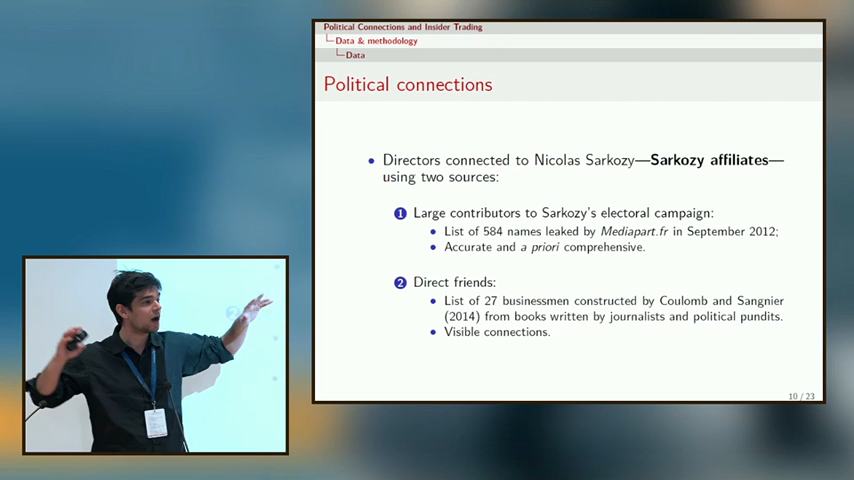 Political Connections and Insider Trading
Data & methodology
Data
Political connections
• Directors connected to Nicolas Sarkozy—Sarkozy affiliates—
using two sources:
1 Large contributors to Sarkozy's electoral campaign:
• List of 584 names leaked by Mediapart.fr in September 2012;
• Accurate and a priori comprehensive.
2 Direct friends:
• List of 27 businessmen constructed by Coulomb and Sangnier
(2014) from books written by journalists and political pundits.
• Visible connections.
10 / 23